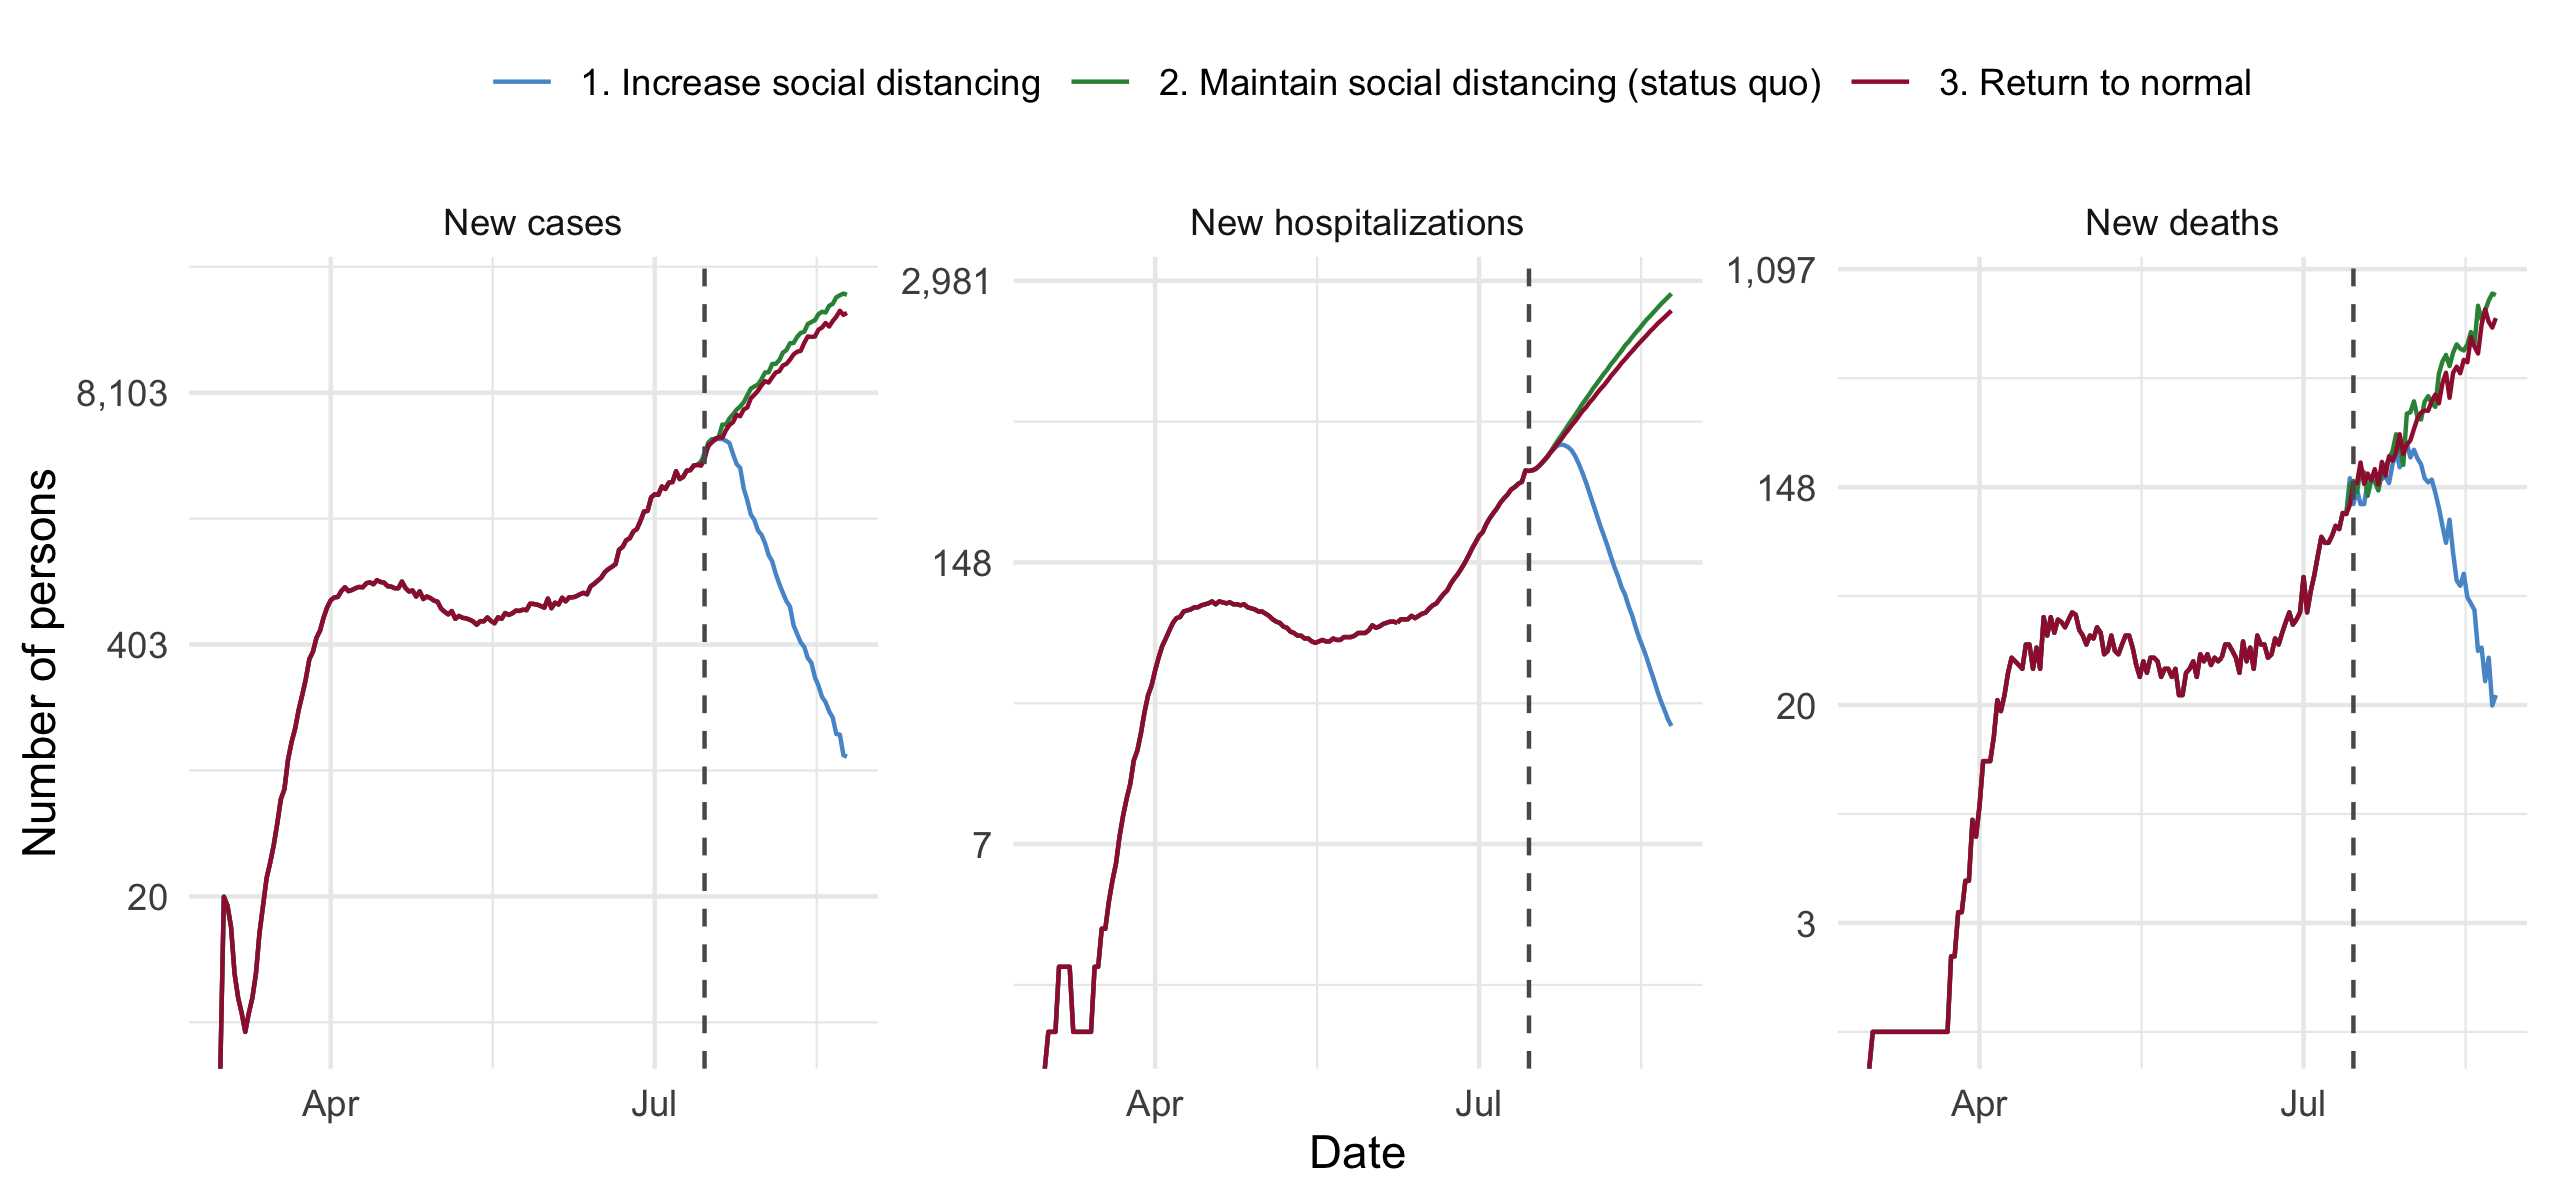 1. Increase social distancing 2. Maintain social distancing (status quo) 3. Return to normal
New cases New hospitalizations New deaths
Number of persons
8,103
403
20
2,981
148
7
1,097
148
20
3
Apr Jul Apr Jul Apr Jul
Date